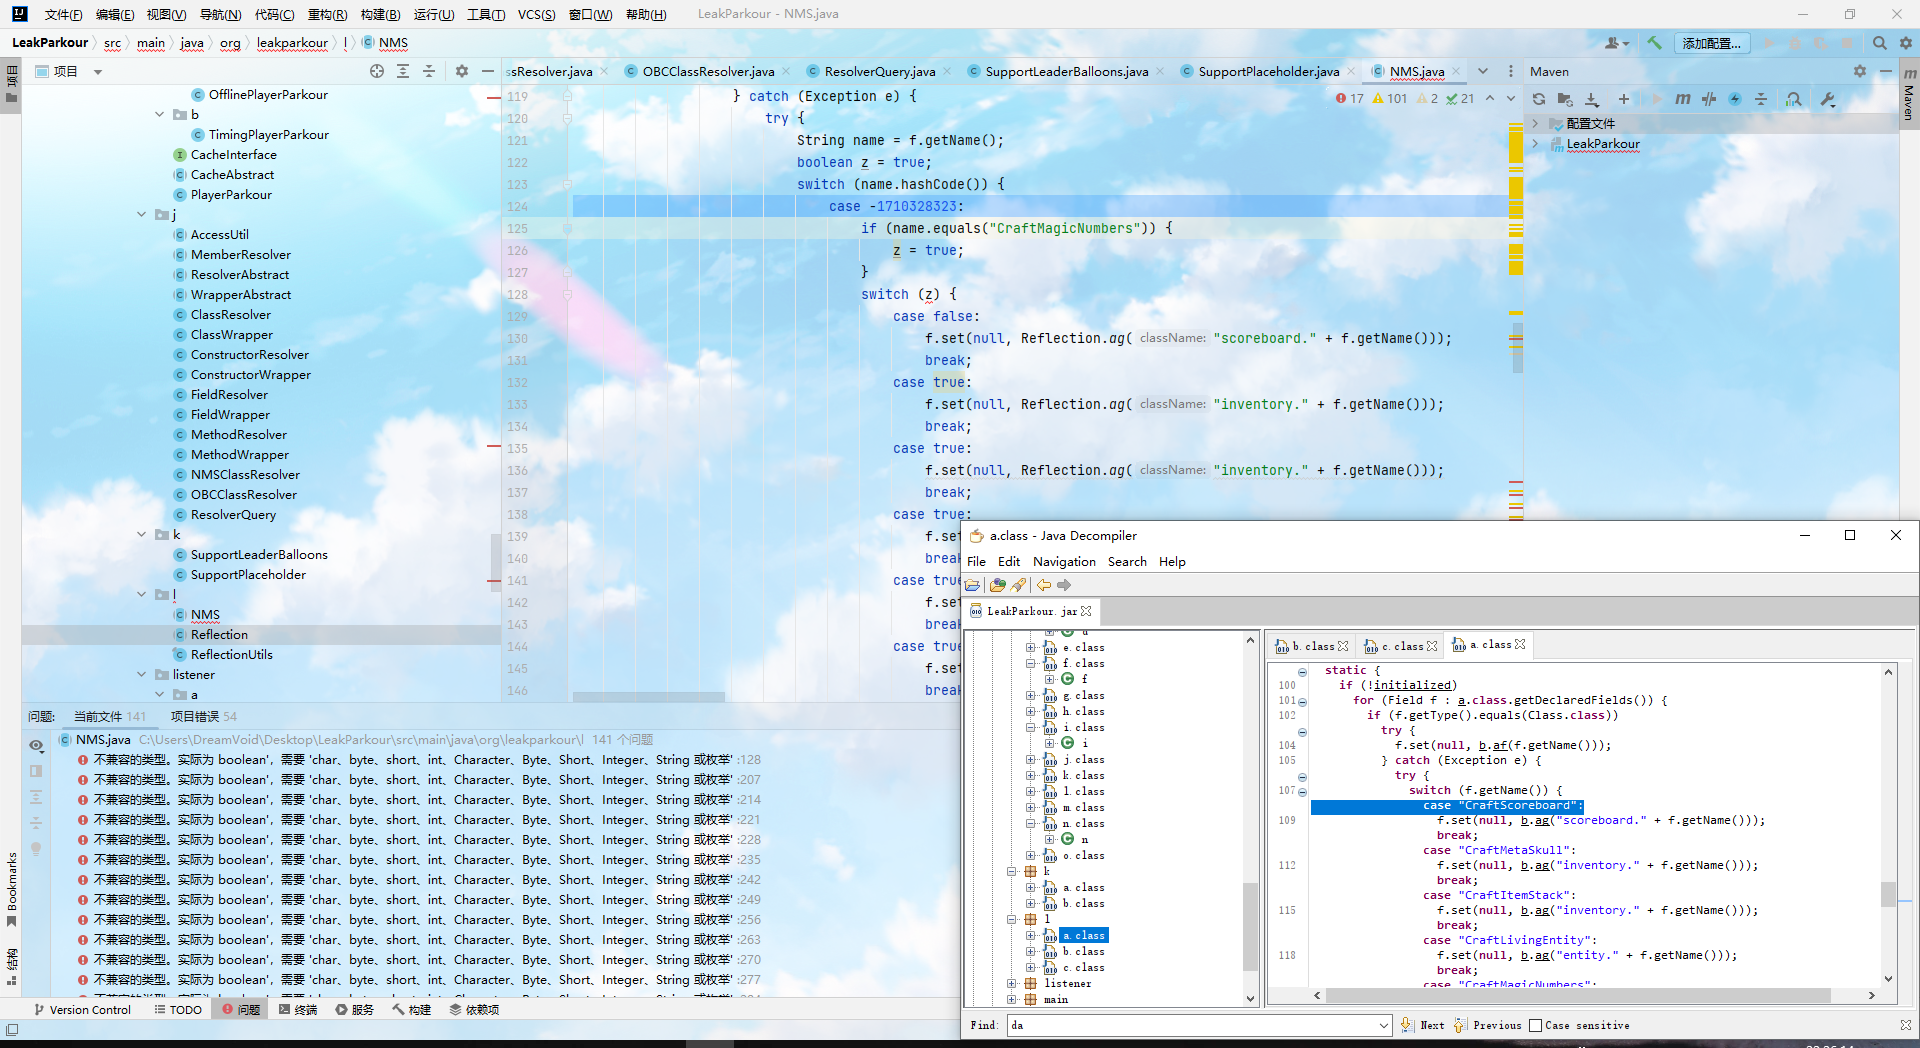 文件(F) 编辑(E) 视图(V) 导航(N) 代码(C) 重构(R) 构建(B) 运行(U) 工具(T) VCS(S) 窗口(W) 帮助(H) LeakParkour - NMS.java
LeakParkour src main java org leakparkour l NMS
添加配置...
项目
项目
ssResolver.java OBCClassResolver.java ResolverQuery.java SupportLeaderBalloons.java SupportPlaceholder.java NMS.java
Maven
Maven
OfflinePlayerParkour
b
TimingPlayerParkour
CacheInterface
CacheAbstract
PlayerParkour
j
AccessUtil
MemberResolver
ResolverAbstract
WrapperAbstract
ClassResolver
ClassWrapper
ConstructorResolver
ConstructorWrapper
FieldResolver
FieldWrapper
MethodResolver
MethodWrapper
NMSClassResolver
OBCClassResolver
ResolverQuery
k
SupportLeaderBalloons
SupportPlaceholder
l
NMS
Reflection
ReflectionUtils
listener
a
17 101 2 21
119 } catch (Exception e) {
120 try {
121 String name = f.getName();
122 boolean z = true;
123 switch (name.hashCode()) {
124 case -1710328323:
125 if (name.equals("CraftMagicNumbers")) {
126 z = true;
127 }
128 switch (z) {
129 case false:
130 f.set(null, Reflection.ag( className: "scoreboard." + f.getName()));
131 break;
132 case true:
133 f.set(null, Reflection.ag( className: "inventory." + f.getName()));
134 break;
135 case true:
136 f.set(null, Reflection.ag( className: "inventory." + f.getName()));
137 break;
138 case true:
139 f.set
140 break
141 case true
142 f.set
143 break
144 case true
145 f.set
146 break
配置文件
LeakParkour
问题: 当前文件 141 项目错误 54
NMS.java C:\Users\DreamVoid\Desktop\LeakParkour\src\main\java\org\leakparkour\l 141 个问题
不兼容的类型。实际为 boolean'，需要 'char、byte、short、int、Character、Byte、Short、Integer、String 或枚举' :128
不兼容的类型。实际为 boolean'，需要 'char、byte、short、int、Character、Byte、Short、Integer、String 或枚举' :207
不兼容的类型。实际为 boolean'，需要 'char、byte、short、int、Character、Byte、Short、Integer、String 或枚举' :214
不兼容的类型。实际为 boolean'，需要 'char、byte、short、int、Character、Byte、Short、Integer、String 或枚举' :221
不兼容的类型。实际为 boolean'，需要 'char、byte、short、int、Character、Byte、Short、Integer、String 或枚举' :228
不兼容的类型。实际为 boolean'，需要 'char、byte、short、int、Character、Byte、Short、Integer、String 或枚举' :235
不兼容的类型。实际为 boolean'，需要 'char、byte、short、int、Character、Byte、Short、Integer、String 或枚举' :242
不兼容的类型。实际为 boolean'，需要 'char、byte、short、int、Character、Byte、Short、Integer、String 或枚举' :249
不兼容的类型。实际为 boolean'，需要 'char、byte、short、int、Character、Byte、Short、Integer、String 或枚举' :256
不兼容的类型。实际为 boolean'，需要 'char、byte、short、int、Character、Byte、Short、Integer、String 或枚举' :263
不兼容的类型。实际为 boolean'，需要 'char、byte、short、int、Character、Byte、Short、Integer、String 或枚举' :270
不兼容的类型。实际为 boolean'，需要 'char、byte、short、int、Character、Byte、Short、Integer、String 或枚举' :277
Bookmarks
结构
Version Control TODO 问题 终端 服务 构建 依赖项
a.class - Java Decompiler
File Edit Navigation Search Help
LeakParkour.jar
d
e.class
f.class
f
g.class
h.class
i.class
i
j.class
k.class
l.class
m.class
n.class
n
o.class
k
a.class
b.class
l
a.class
b.class
c.class
listener
main
b.class c.class a.class
static {
100 if (!initialized)
101 for (Field f : a.class.getDeclaredFields()) {
102 if (f.getType().equals(Class.class))
try {
104 f.set(null, b.af(f.getName()));
105 } catch (Exception e) {
try {
107 switch (f.getName()) {
case "CraftScoreboard":
109 f.set(null, b.ag("scoreboard." + f.getName()));
break;
case "CraftMetaSkull":
112 f.set(null, b.ag("inventory." + f.getName()));
break;
case "CraftItemStack":
115 f.set(null, b.ag("inventory." + f.getName()));
break;
case "CraftLivingEntity":
118 f.set(null, b.ag("entity." + f.getName()));
break;
case "CraftMagicNumbers":
Find: da Next Previous Case sensitive